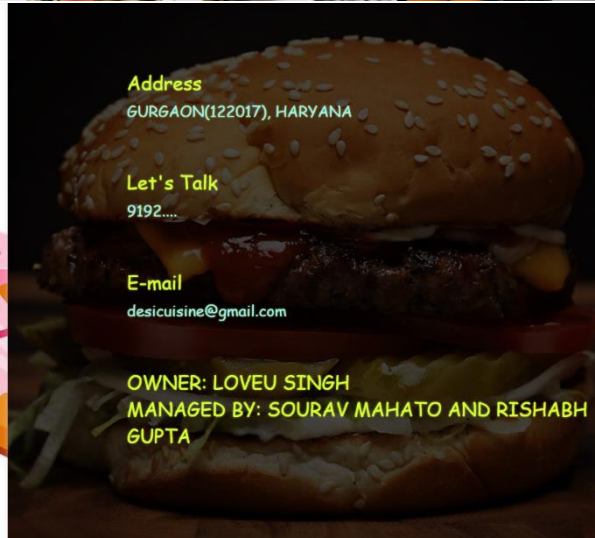 Address
GURGAON(122017), HARYANA
Let's Talk
9192....
E-mail
desicuisine@gmail.com
OWNER: LOVEU SINGH
MANAGED BY: SOURAV MAHATO AND RISHABH
GUPTA